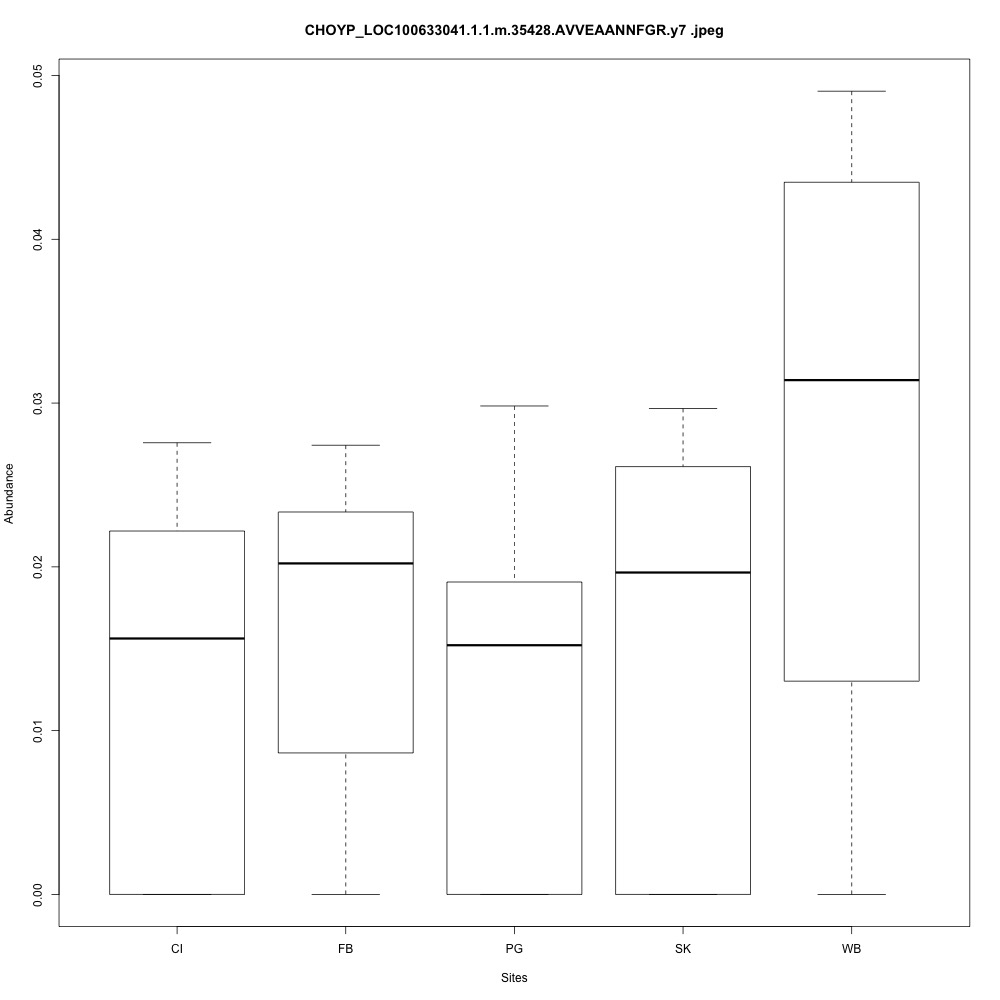 CHOYP_LOC100633041.1.1.m.35428.AVVEAANNFGR.y7 .jpeg
Abundance
0.05
0.04
0.03
0.02
0.01
0.00
CI FB PG SK WB
Sites